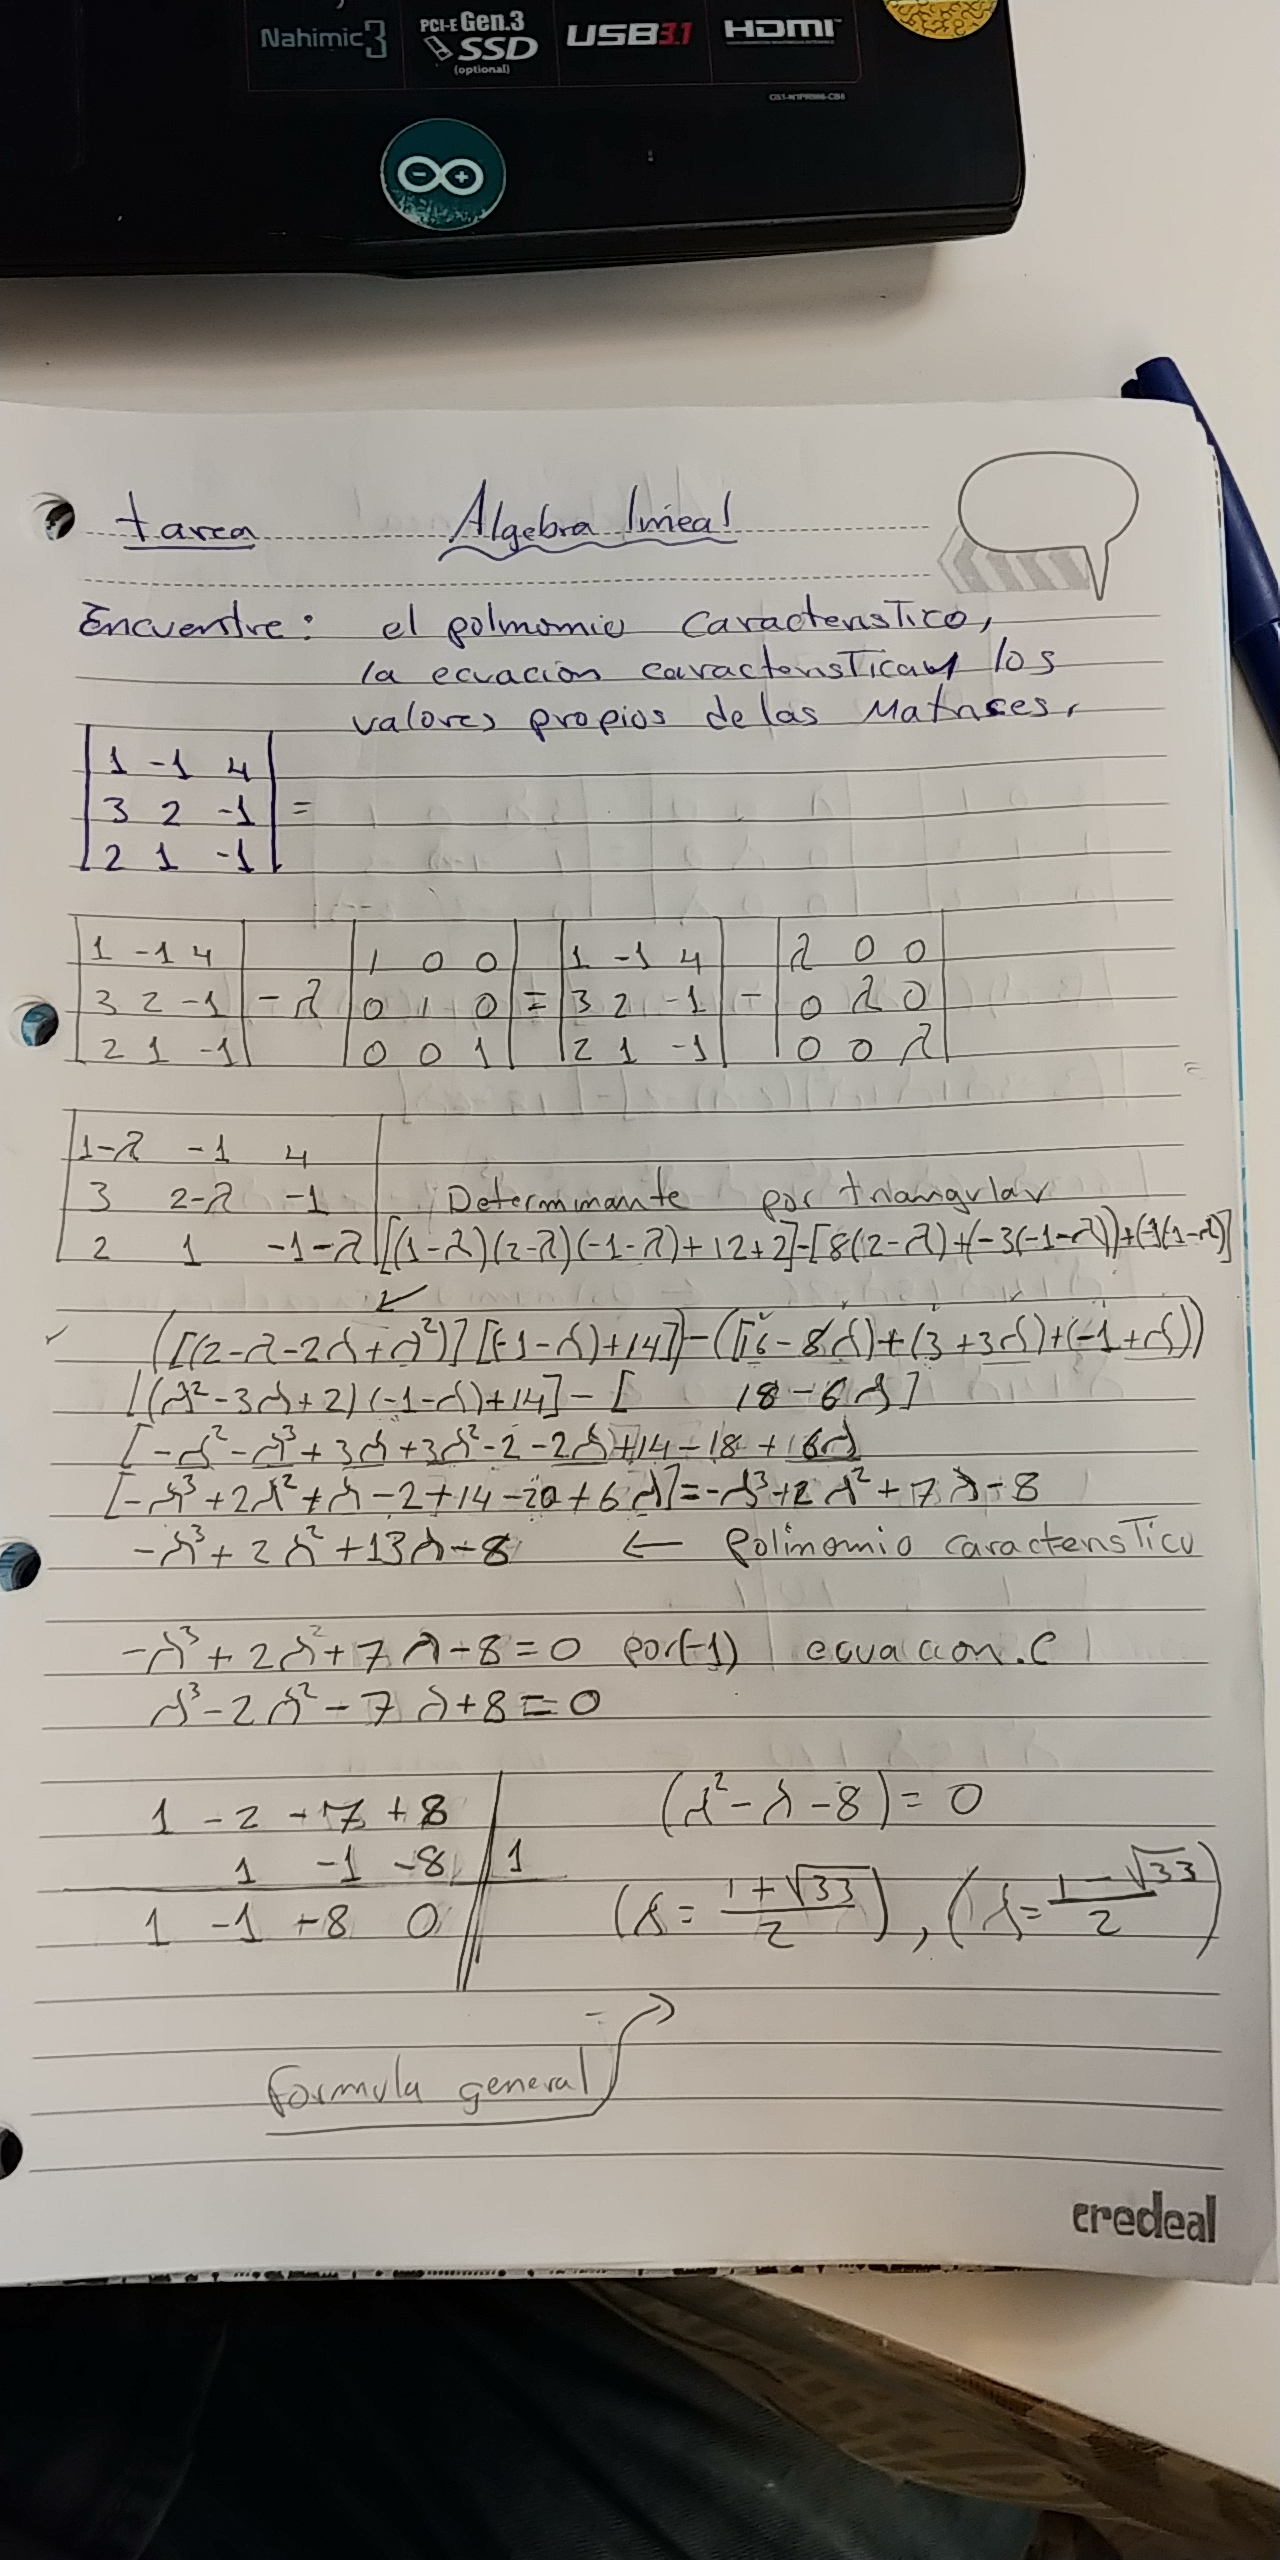 Nahimic3 PCI-E Gen.3 SSD (optional) USB3.1 HDMI
tarea Algebra lineal
Encuentre: el polinomio Característico,
la ecuación característica y los
valores propios de las Matrices,
1 -1 4
3 2 -1 =
2 1 -1
1 -1 4 1 0 0 1 -1 4 λ 0 0
3 2 -1 - λ 0 1 0 = 3 2 -1 - 0 λ 0
2 1 -1 0 0 1 2 1 -1 0 0 λ
=
1-λ -1 4
3 2-λ -1 Determinante por triangular
2 1 -1-λ [(1-λ)(2-λ)(-1-λ)+12+2]-[8(2-λ)+(-3(-1-λ))+(-1(1-λ)]
([(2-λ-2λ+λ²)][(-1-λ)+14]-([16-8λ)+(3+3λ)+(-1+λ))
[(λ²-3λ+2)(-1-λ)+14]-[ 18-6λ]
[-λ²-λ³+3λ+3λ²-2-2λ+14-18+16λ
[-λ³+2λ²+λ-2+14-20+6λ]=-λ³+2λ²+7λ-8
-λ³+2λ²+13λ-8 ← polinomio característico
-λ³+2λ²+7λ-8=0 por(-1) ecuacion.C
λ³-2λ²-7λ+8=0
1 -2 -7 +8 (λ²-λ-8)=0
1 -1 -8 1
1 -1 +8 0 (λ=1+√33/2), (λ=1-√33/2)
Formula general
credeal